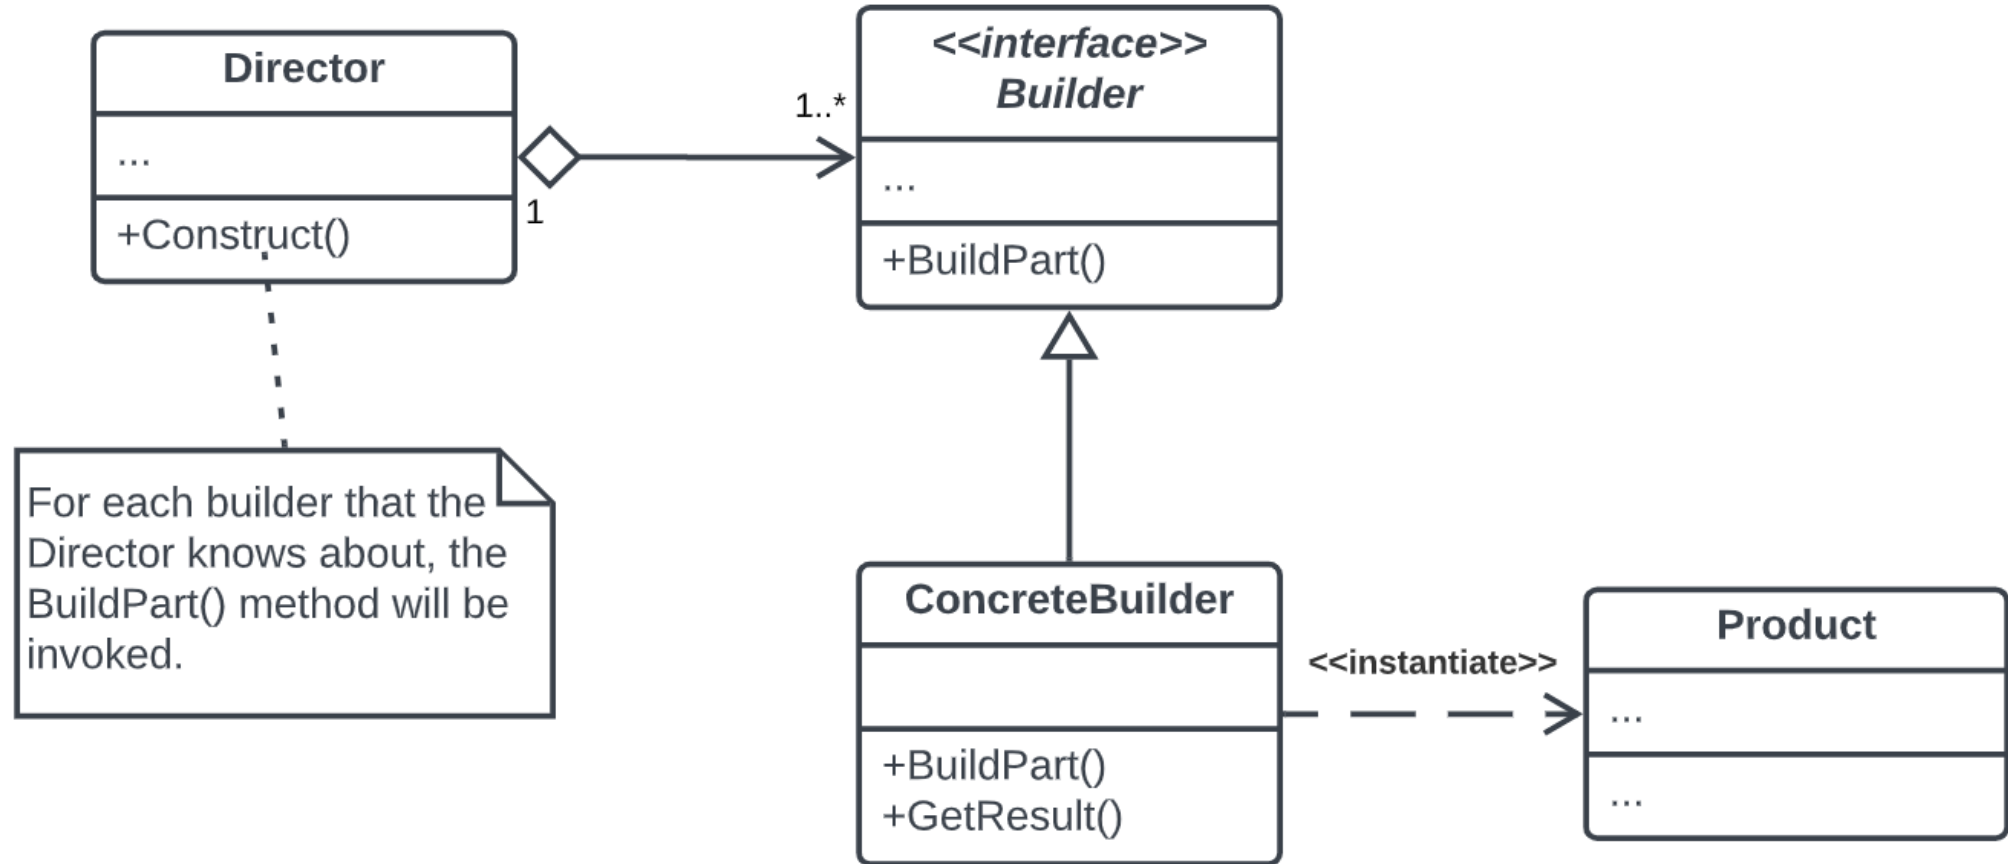 Director
...
+Construct()
1
1..*
<<interface>>
Builder
...
+BuildPart()
For each builder that the
Director knows about, the
BuildPart() method will be
invoked.
ConcreteBuilder
+BuildPart()
+GetResult()
<<instantiate>>
Product
...
...